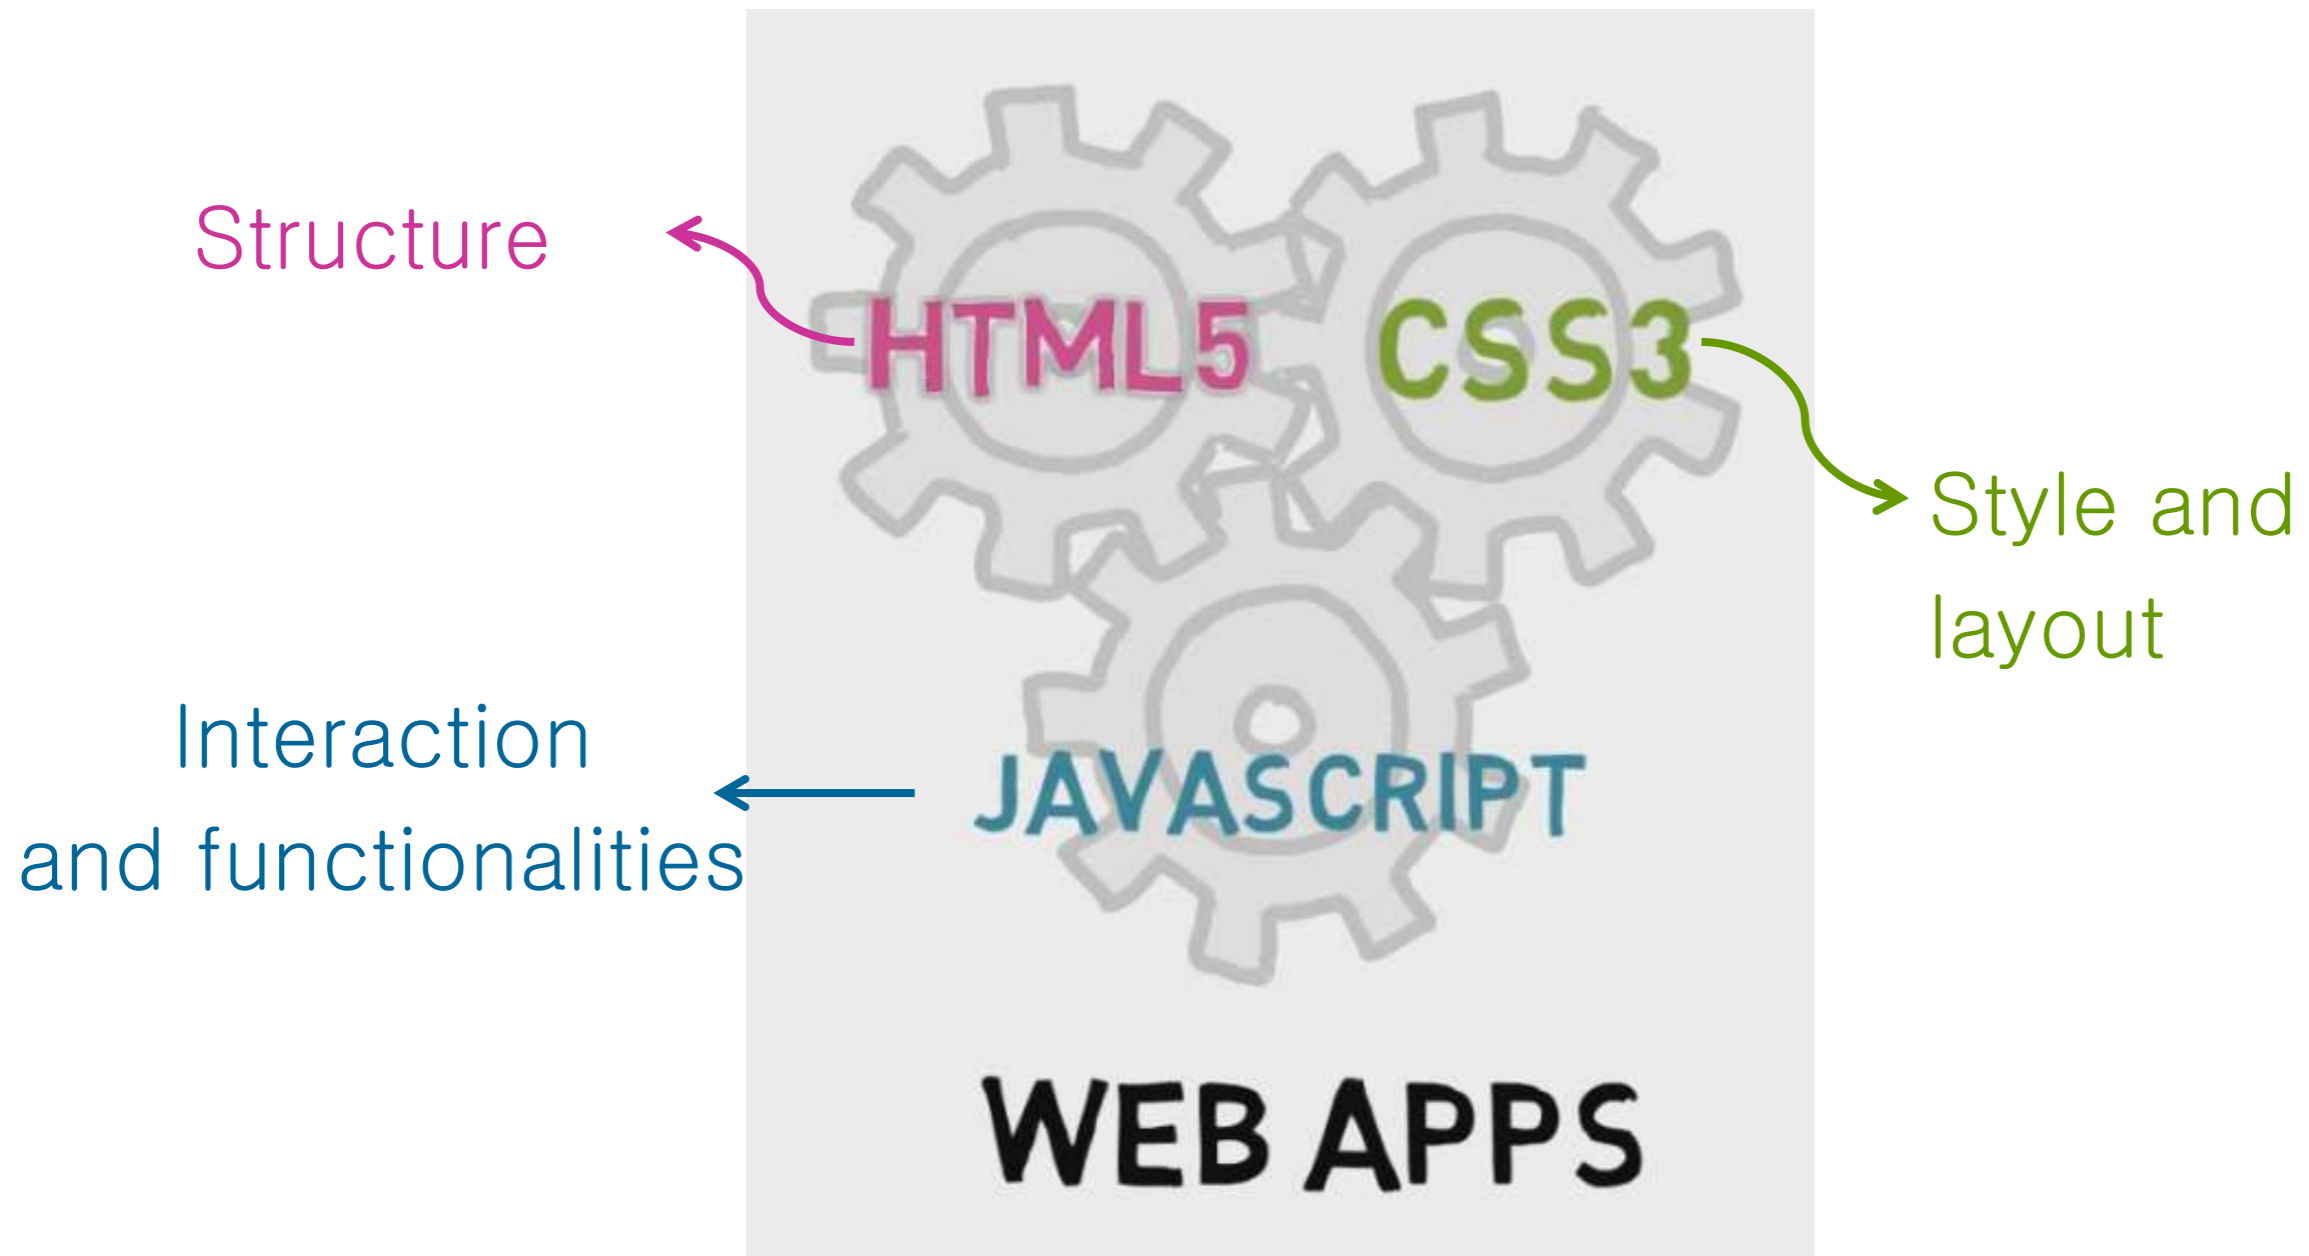 Structure
HTML5
CSS3
Style and
layout
Interaction
and functionalities
JAVASCRIPT
WEB APPS